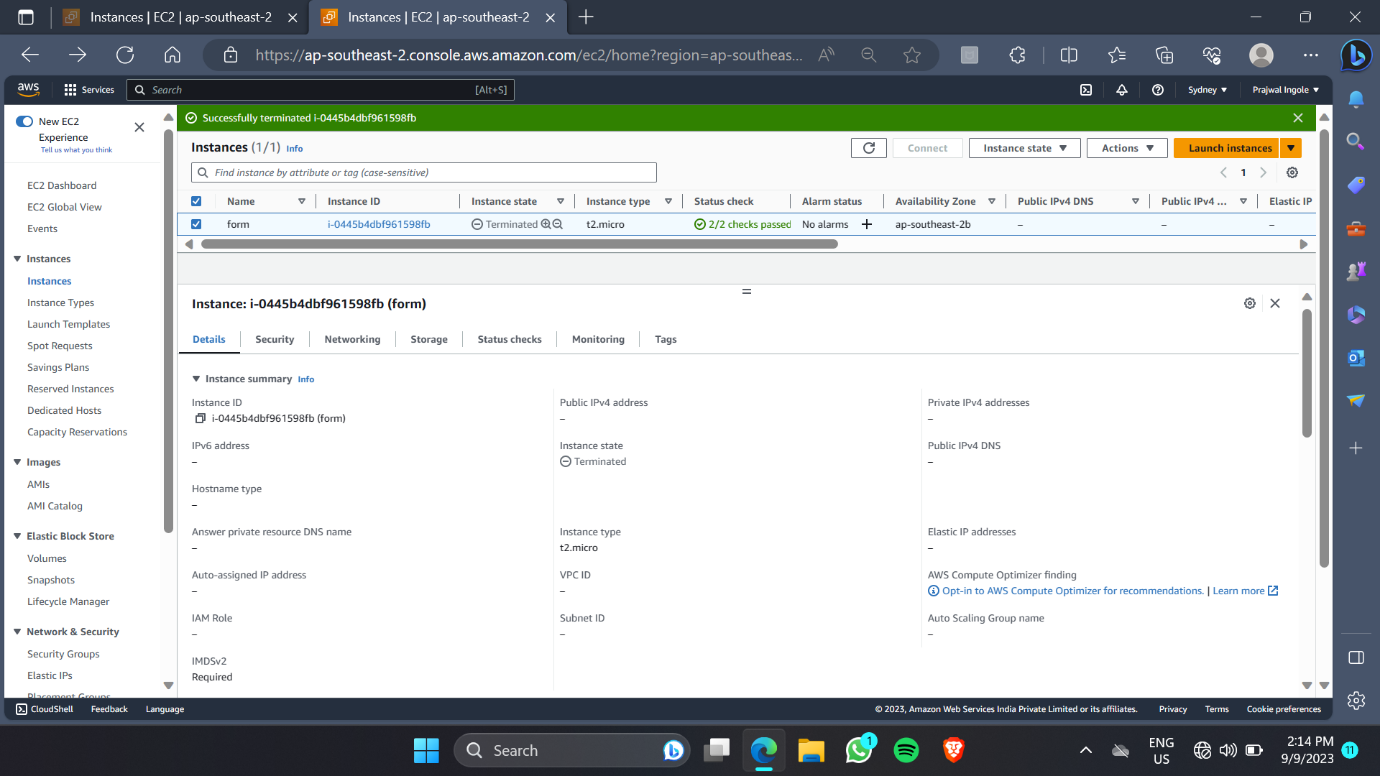 Instances | EC2 | ap-southeast-2
Instances | EC2 | ap-southeast-2
https://ap-southeast-2.console.aws.amazon.com/ec2/home?region=ap-southeas...
aws
Services
Search
[Alt+S]
Sydney
Prajwal Ingole
New EC2
Experience
Tell us what you think
EC2 Dashboard
EC2 Global View
Events
Instances
Instances
Instance Types
Launch Templates
Spot Requests
Savings Plans
Reserved Instances
Dedicated Hosts
Capacity Reservations
Images
AMIs
AMI Catalog
Elastic Block Store
Volumes
Snapshots
Lifecycle Manager
Network & Security
Security Groups
Elastic IPs
Placement Groups
Successfully terminated i-0445b4dbf961598fb
Instances (1/1) Info
Connect
Instance state
Actions
Launch instances
Find instance by attribute or tag (case-sensitive)
1
Name Instance ID Instance state Instance type Status check Alarm status Availability Zone Public IPv4 DNS Public IPv4 ... Elastic IP
form i-0445b4dbf961598fb Terminated t2.micro 2/2 checks passed No alarms + ap-southeast-2b – – –
Instance: i-0445b4dbf961598fb (form)
Details Security Networking Storage Status checks Monitoring Tags
Instance summary Info
Instance ID
i-0445b4dbf961598fb (form)
Public IPv4 address
–
Private IPv4 addresses
–
IPv6 address
–
Instance state
Terminated
Public IPv4 DNS
–
Hostname type
–
Answer private resource DNS name
–
Instance type
t2.micro
Elastic IP addresses
–
Auto-assigned IP address
–
VPC ID
–
AWS Compute Optimizer finding
Opt-in to AWS Compute Optimizer for recommendations. | Learn more
IAM Role
–
Subnet ID
–
Auto Scaling Group name
–
IMDSv2
Required
CloudShell Feedback Language
© 2023, Amazon Web Services India Private Limited or its affiliates. Privacy Terms Cookie preferences
Search
1
ENG
US
2:14 PM
9/9/2023
11